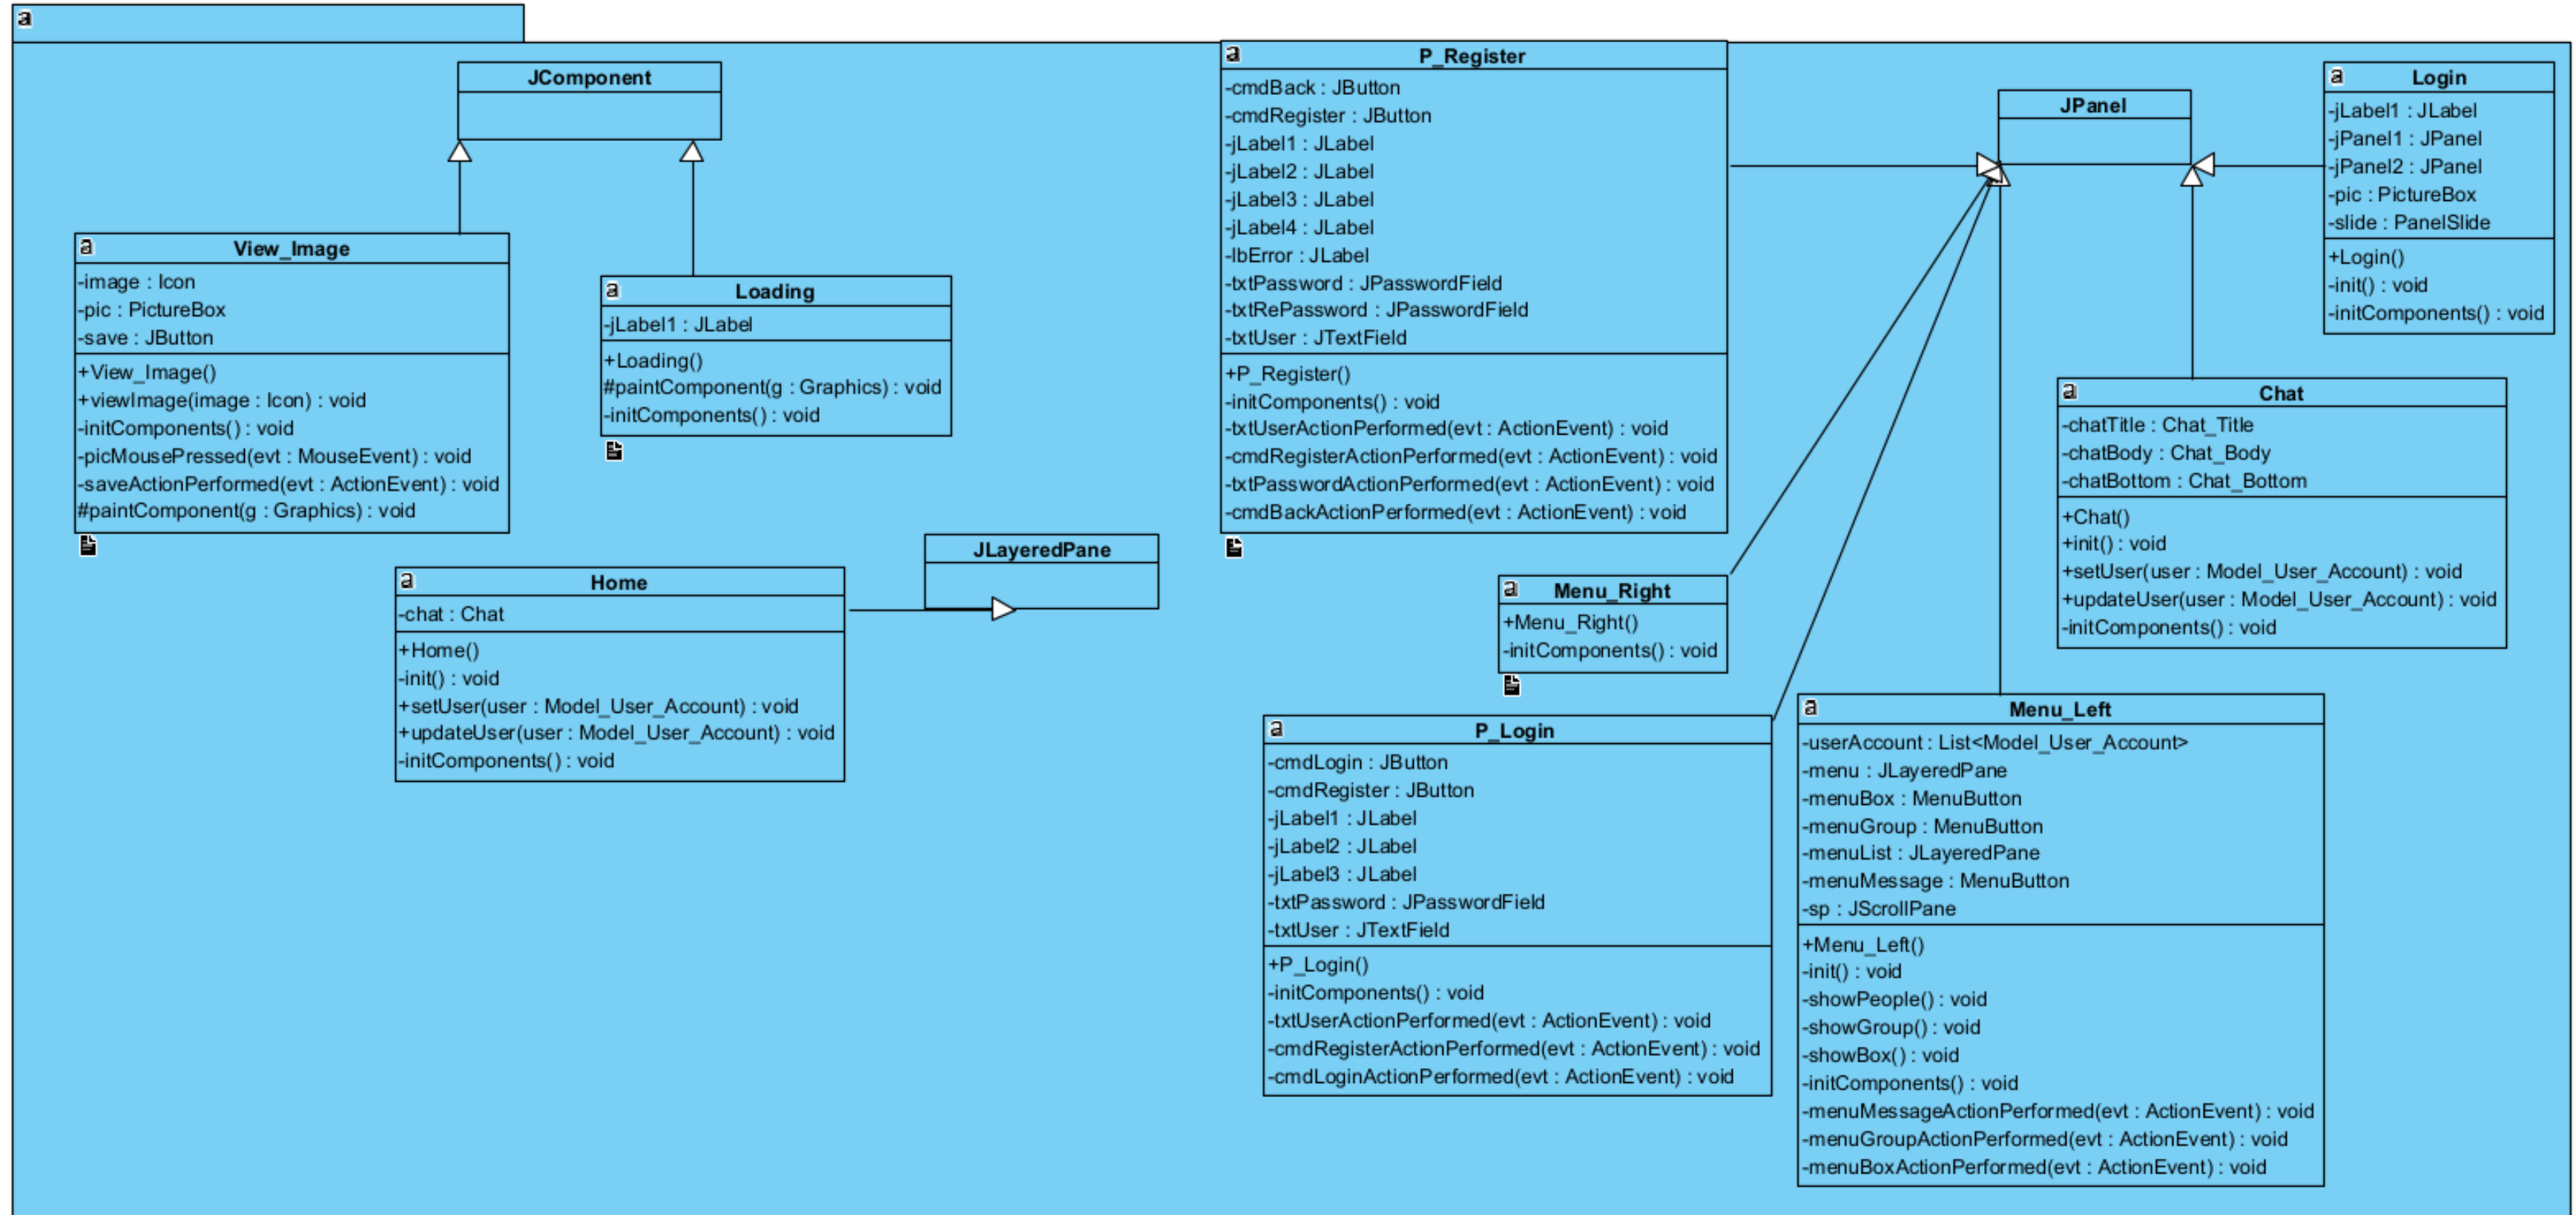 a
JComponent
a View_Image
-image : Icon
-pic : PictureBox
-save : JButton
+View_Image()
+viewImage(image : Icon) : void
-initComponents() : void
-picMousePressed(evt : MouseEvent) : void
-saveActionPerformed(evt : ActionEvent) : void
#paintComponent(g : Graphics) : void
a Loading
-jLabel1 : JLabel
+Loading()
#paintComponent(g : Graphics) : void
-initComponents() : void
JLayeredPane
a Home
-chat : Chat
+Home()
-init() : void
+setUser(user : Model_User_Account) : void
+updateUser(user : Model_User_Account) : void
-initComponents() : void
a P_Register
-cmdBack : JButton
-cmdRegister : JButton
-jLabel1 : JLabel
-jLabel2 : JLabel
-jLabel3 : JLabel
-jLabel4 : JLabel
-lbError : JLabel
-txtPassword : JPasswordField
-txtRePassword : JPasswordField
-txtUser : JTextField
+P_Register()
-initComponents() : void
-txtUserActionPerformed(evt : ActionEvent) : void
-cmdRegisterActionPerformed(evt : ActionEvent) : void
-txtPasswordActionPerformed(evt : ActionEvent) : void
-cmdBackActionPerformed(evt : ActionEvent) : void
JPanel
a Login
-jLabel1 : JLabel
-jPanel1 : JPanel
-jPanel2 : JPanel
-pic : PictureBox
-slide : PanelSlide
+Login()
-init() : void
-initComponents() : void
a Chat
-chatTitle : Chat_Title
-chatBody : Chat_Body
-chatBottom : Chat_Bottom
+Chat()
+init() : void
+setUser(user : Model_User_Account) : void
+updateUser(user : Model_User_Account) : void
-initComponents() : void
a Menu_Right
+Menu_Right()
-initComponents() : void
a P_Login
-cmdLogin : JButton
-cmdRegister : JButton
-jLabel1 : JLabel
-jLabel2 : JLabel
-jLabel3 : JLabel
-txtPassword : JPasswordField
-txtUser : JTextField
+P_Login()
-initComponents() : void
-txtUserActionPerformed(evt : ActionEvent) : void
-cmdRegisterActionPerformed(evt : ActionEvent) : void
-cmdLoginActionPerformed(evt : ActionEvent) : void
a Menu_Left
-userAccount : List<Model_User_Account>
-menu : JLayeredPane
-menuBox : MenuButton
-menuGroup : MenuButton
-menuList : JLayeredPane
-menuMessage : MenuButton
-sp : JScrollPane
+Menu_Left()
-init() : void
-showPeople() : void
-showGroup() : void
-showBox() : void
-initComponents() : void
-menuMessageActionPerformed(evt : ActionEvent) : void
-menuGroupActionPerformed(evt : ActionEvent) : void
-menuBoxActionPerformed(evt : ActionEvent) : void